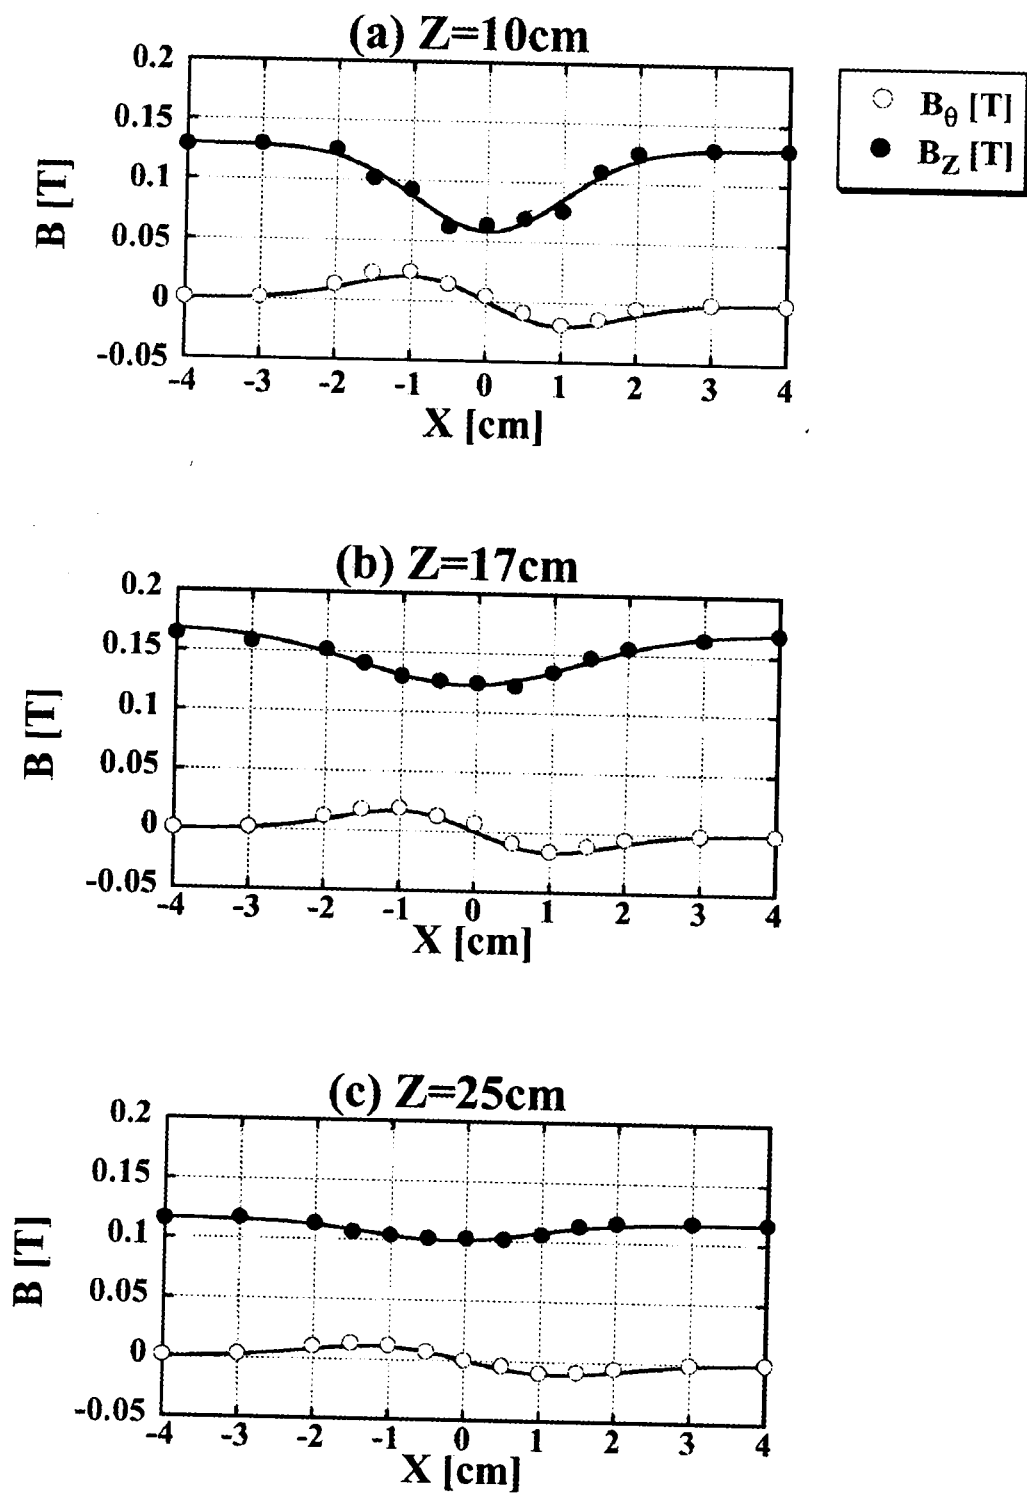 (a) Z=10cm
0.2
0.15
0.1
0.05
0
-0.05
B [T]
-4 -3 -2 -1 0 1 2 3 4
X [cm]
Bθ [T]
BZ [T]
(b) Z=17cm
0.2
0.15
0.1
0.05
0
-0.05
B [T]
-4 -3 -2 -1 0 1 2 3 4
X [cm]
(c) Z=25cm
0.2
0.15
0.1
0.05
0
-0.05
B [T]
-4 -3 -2 -1 0 1 2 3 4
X [cm]